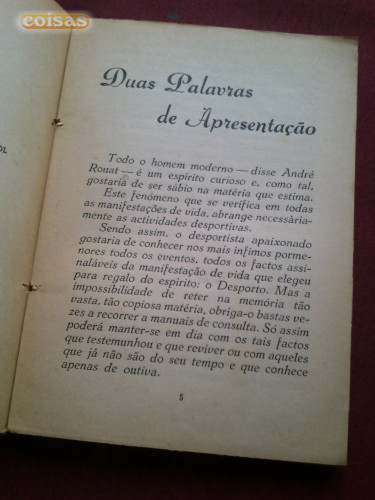 coisas
OL
Duas Palavras
de Apresentação
Todo o homem moderno — disse André
Rouat — é um espírito curioso e, como tal,
gostaria de ser sábio na matéria que estima.
Este fenómeno que se verifica em todas
as manifestações de vida, abrange necessària-
mente as actividades desportivas.
Sendo assim, o desportista apaixonado
gostaria de conhecer nos mais ínfimos porme-
nores todos os eventos, todos os factos assi-
naláveis da manifestação de vida que elegeu
para regalo do espírito: o Desporto. Mas a
impossibilidade de reter na memória tão
vasta, tão copiosa matéria, obriga-o bastas ve-
zes a recorrer a manuais de consulta. Só assim
poderá manter-se em dia com os tais factos
que testemunhou e que reviver ou com aqueles
que já não são do seu tempo e que conhece
apenas de outiva.
5